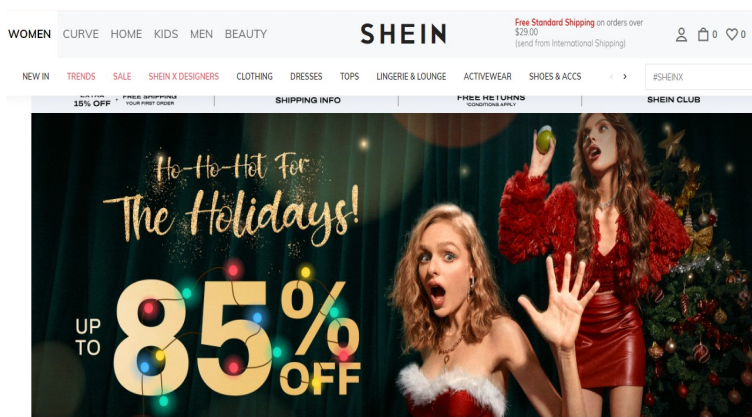 WOMEN CURVE HOME KIDS MEN BEAUTY
SHEIN
Free Standard Shipping on orders over
$29.00
(send from International Shipping)
0
0
NEW IN TRENDS SALE SHEIN X DESIGNERS CLOTHING DRESSES TOPS LINGERIE & LOUNGE ACTIVEWEAR SHOES & ACCS
#SHEINX
EXTRA
15% OFF + FREE SHIPPING
YOUR FIRST ORDER
SHIPPING INFO
FREE RETURNS
*CONDITIONS APPLY
SHEIN CLUB
Ho-Ho-Hot For
The Holidays!
UP
TO
85%
OFF